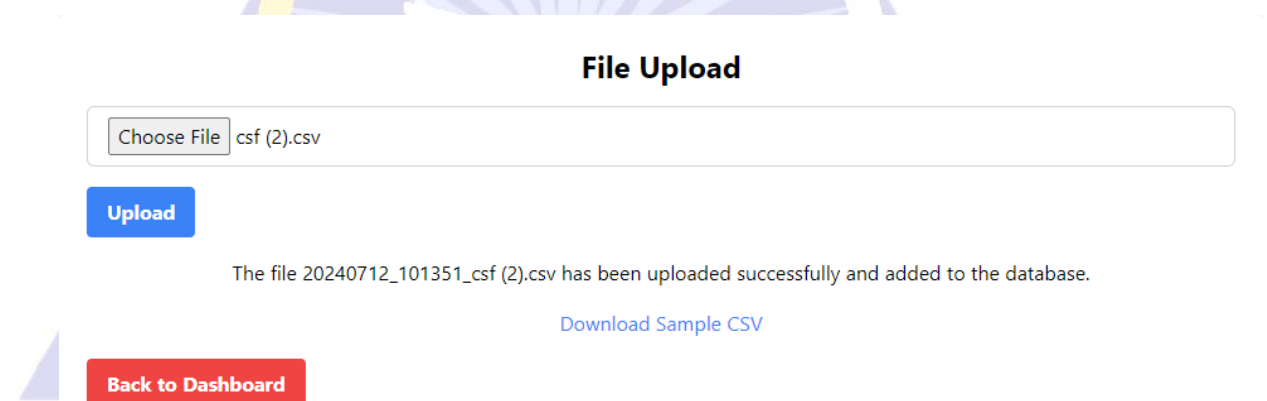 File Upload
Choose File csf (2).csv
Upload
The file 20240712_101351_csf (2).csv has been uploaded successfully and added to the database.
Download Sample CSV
Back to Dashboard